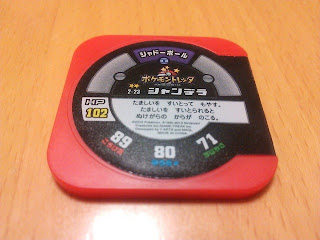 シャドーボール
ポケモントレッタ
2-23
シャンデラ
HP
102
たましいを すいとって もやす。
たましいを すいとられると
ぬけがらの からが のこる。
89
80
71